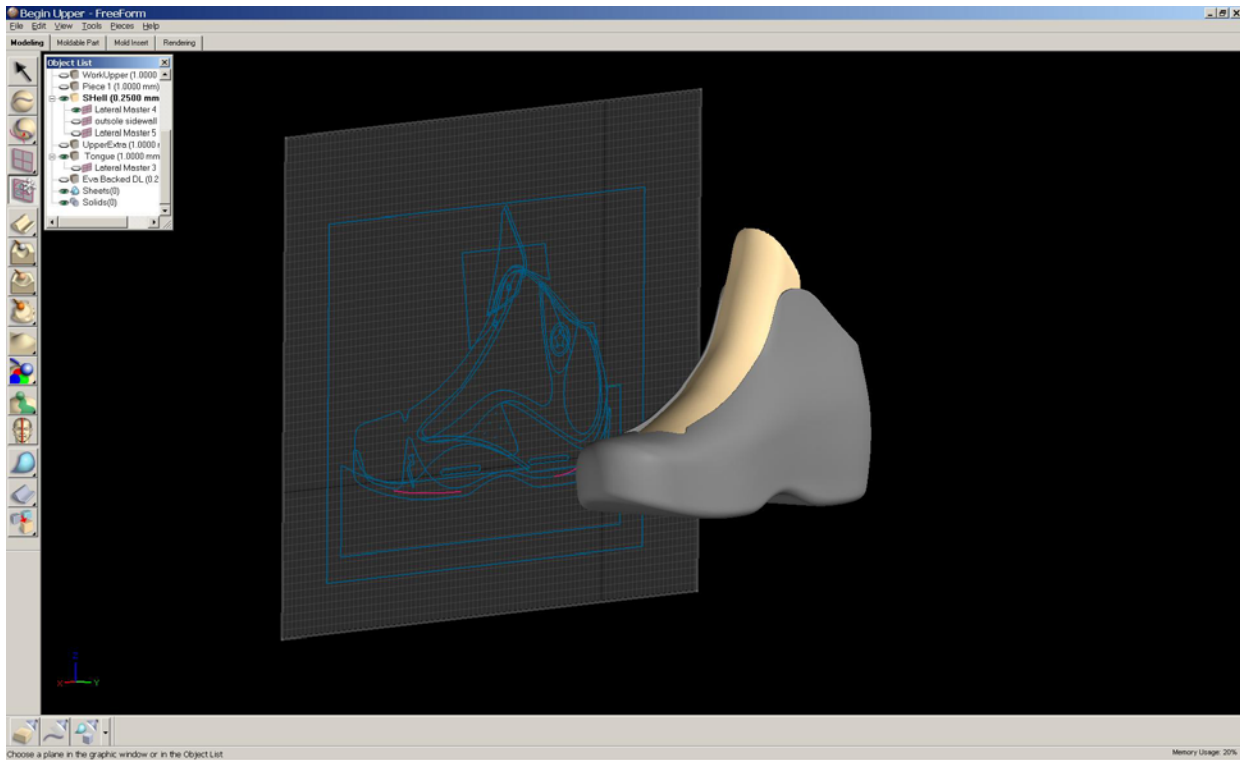 Begin Upper - FreeForm
File Edit View Tools Pieces Help
Modeling Moldable Part Mold Insert Rendering
Object List
WorkUpper (1.0000
Piece 1 (1.0000 mm)
SHell (0.2500 mm
Lateral Master 4
outsole sidewall
Lateral Master 5
UpperExtra (1.0000 r
Tongue (1.0000 mm
Lateral Master 3
Eva Backed DL (0.2
Sheets(0)
Solids(0)
Z
X Y
Choose a plane in the graphic window or in the Object List
Memory Usage: 20%